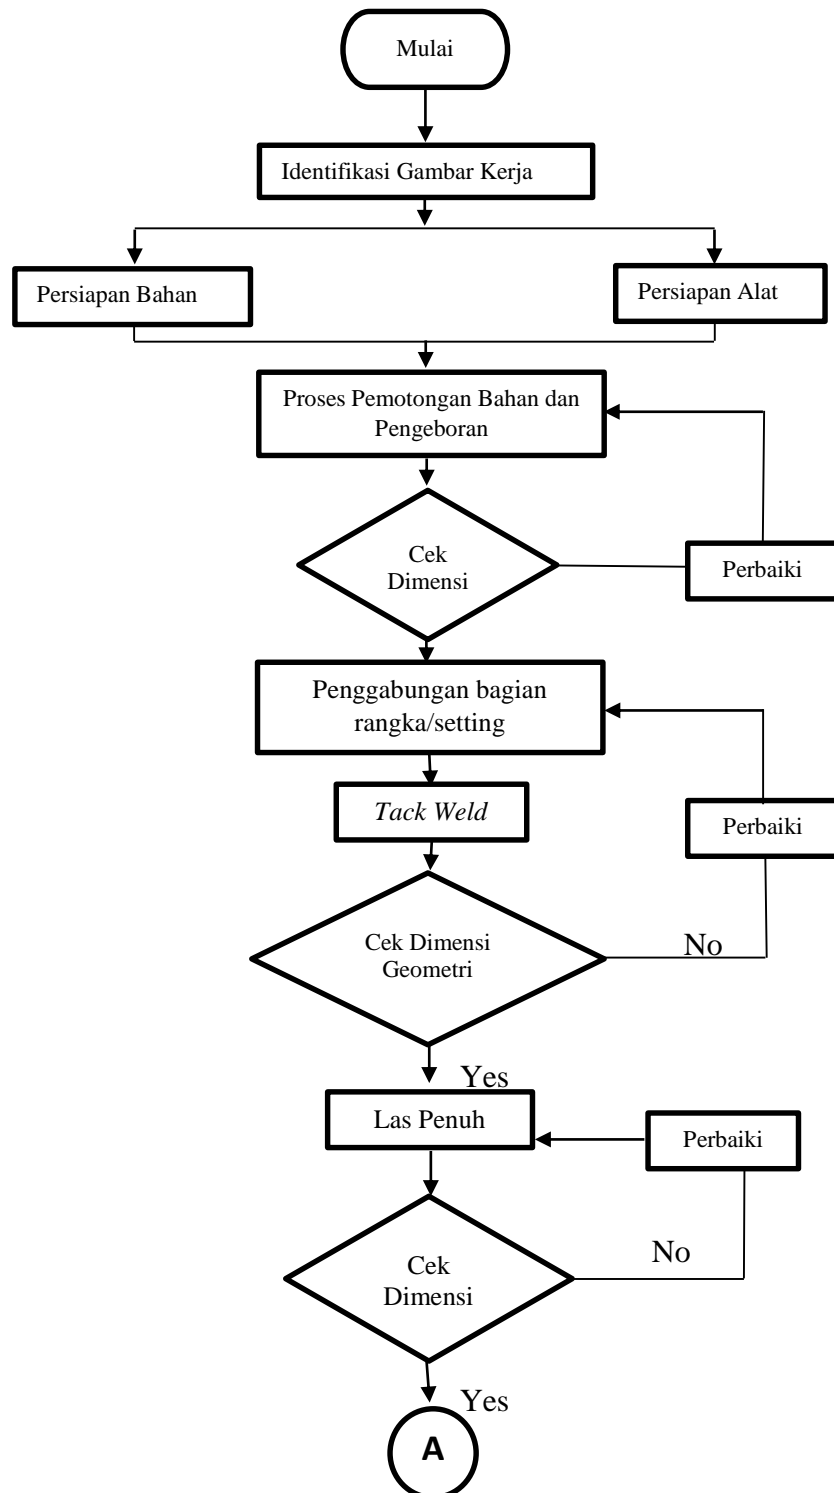 Mulai
Identifikasi Gambar Kerja
Persiapan Bahan
Persiapan Alat
Proses Pemotongan Bahan dan
Pengeboran
Cek
Dimensi
Perbaiki
Penggabungan bagian
rangka/setting
Tack Weld
Perbaiki
Cek Dimensi
Geometri
No
Yes
Las Penuh
Perbaiki
Cek
Dimensi
No
Yes
A